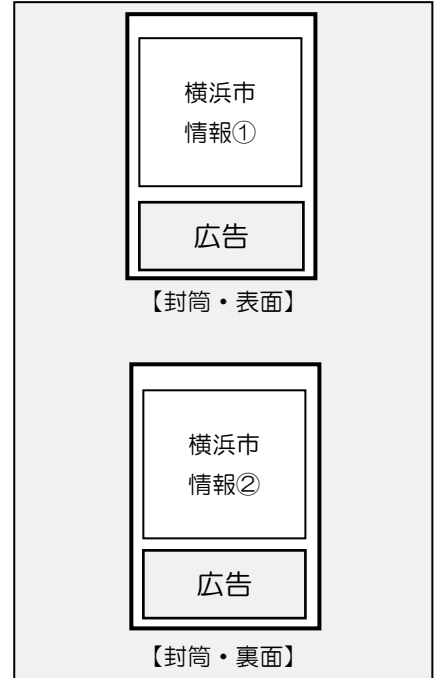 横浜市
情報①
広告
【封筒・表面】
横浜市
情報②
広告
【封筒・裏面】